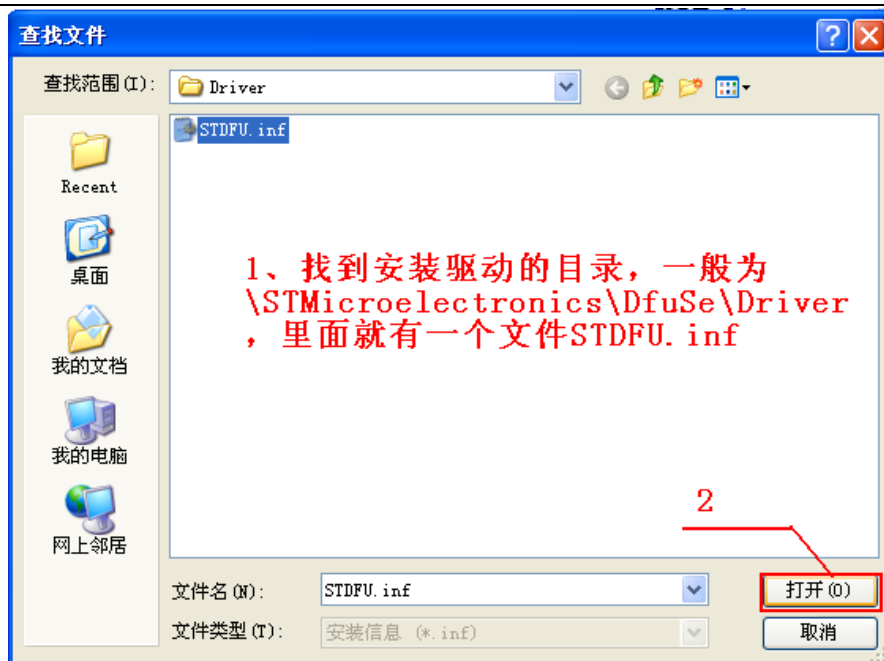 查找文件
查找范围(I):
Driver
STDFU.inf
Recent
桌面
我的文档
我的电脑
网上邻居
1、找到安装驱动的目录，一般为
\STMicroelectronics\DfuSe\Driver
，里面就有一个文件STDFU.inf
2
文件名(N):
STDFU.inf
打开(O)
文件类型(T):
安装信息 (*.inf)
取消